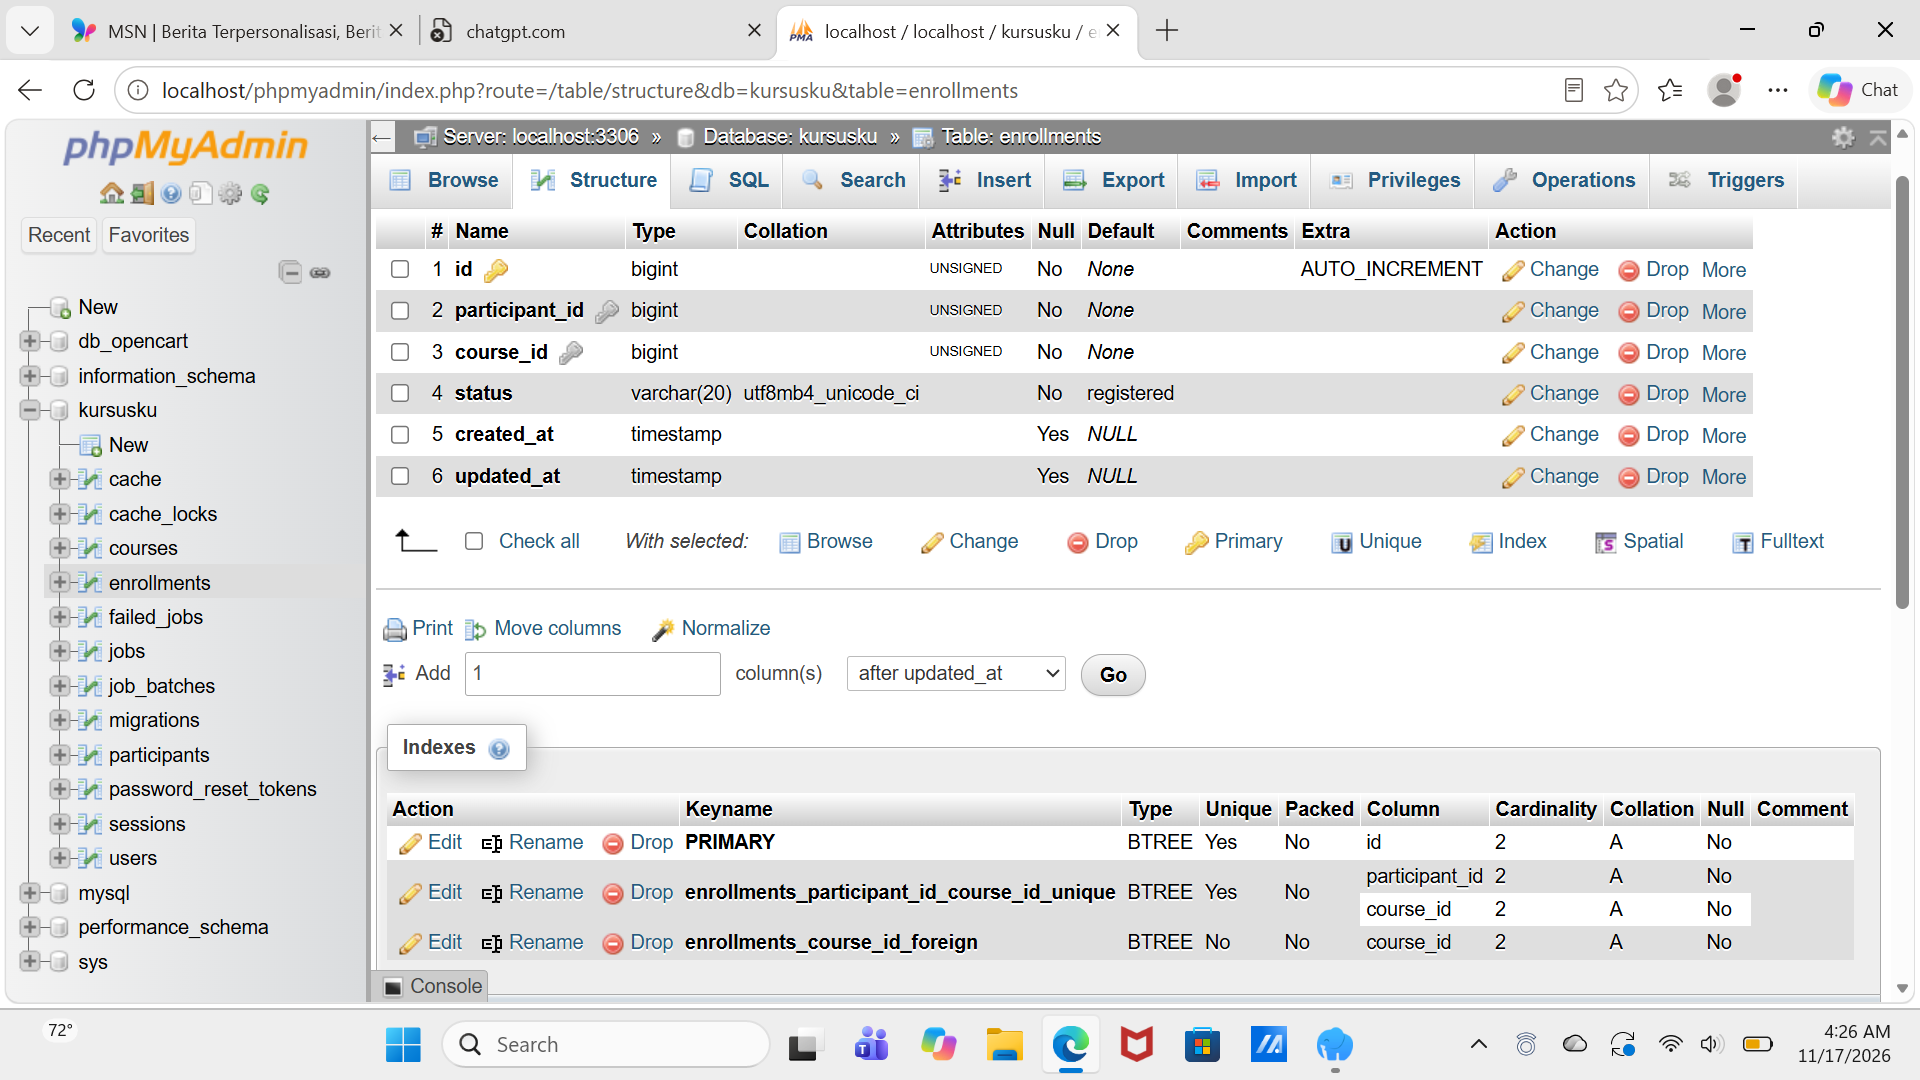 MSN | Berita Terpersonalisasi, Berit
chatgpt.com
localhost / localhost / kursusku / e
localhost/phpmyadmin/index.php?route=/table/structure&db=kursusku&table=enrollments
Chat
phpMyAdmin
Recent Favorites
New
db_opencart
information_schema
kursusku
New
cache
cache_locks
courses
enrollments
failed_jobs
jobs
job_batches
migrations
participants
password_reset_tokens
sessions
users
mysql
performance_schema
sys
Server: localhost:3306 » Database: kursusku » Table: enrollments
Browse Structure SQL Search Insert Export Import Privileges Operations Triggers
# Name Type Collation Attributes Null Default Comments Extra Action
1 id bigint UNSIGNED No None AUTO_INCREMENT Change Drop More
2 participant_id bigint UNSIGNED No None Change Drop More
3 course_id bigint UNSIGNED No None Change Drop More
4 status varchar(20) utf8mb4_unicode_ci No registered Change Drop More
5 created_at timestamp Yes NULL Change Drop More
6 updated_at timestamp Yes NULL Change Drop More
Check all With selected: Browse Change Drop Primary Unique Index Spatial Fulltext
Print Move columns Normalize
Add 1 column(s) after updated_at Go
Indexes
Action Keyname Type Unique Packed Column Cardinality Collation Null Comment
Edit Rename Drop PRIMARY BTREE Yes No id 2 A No
Edit Rename Drop enrollments_participant_id_course_id_unique BTREE Yes No participant_id 2 A No
course_id 2 A No
Edit Rename Drop enrollments_course_id_foreign BTREE No No course_id 2 A No
Console
72°
Search
4:26 AM
11/17/2026